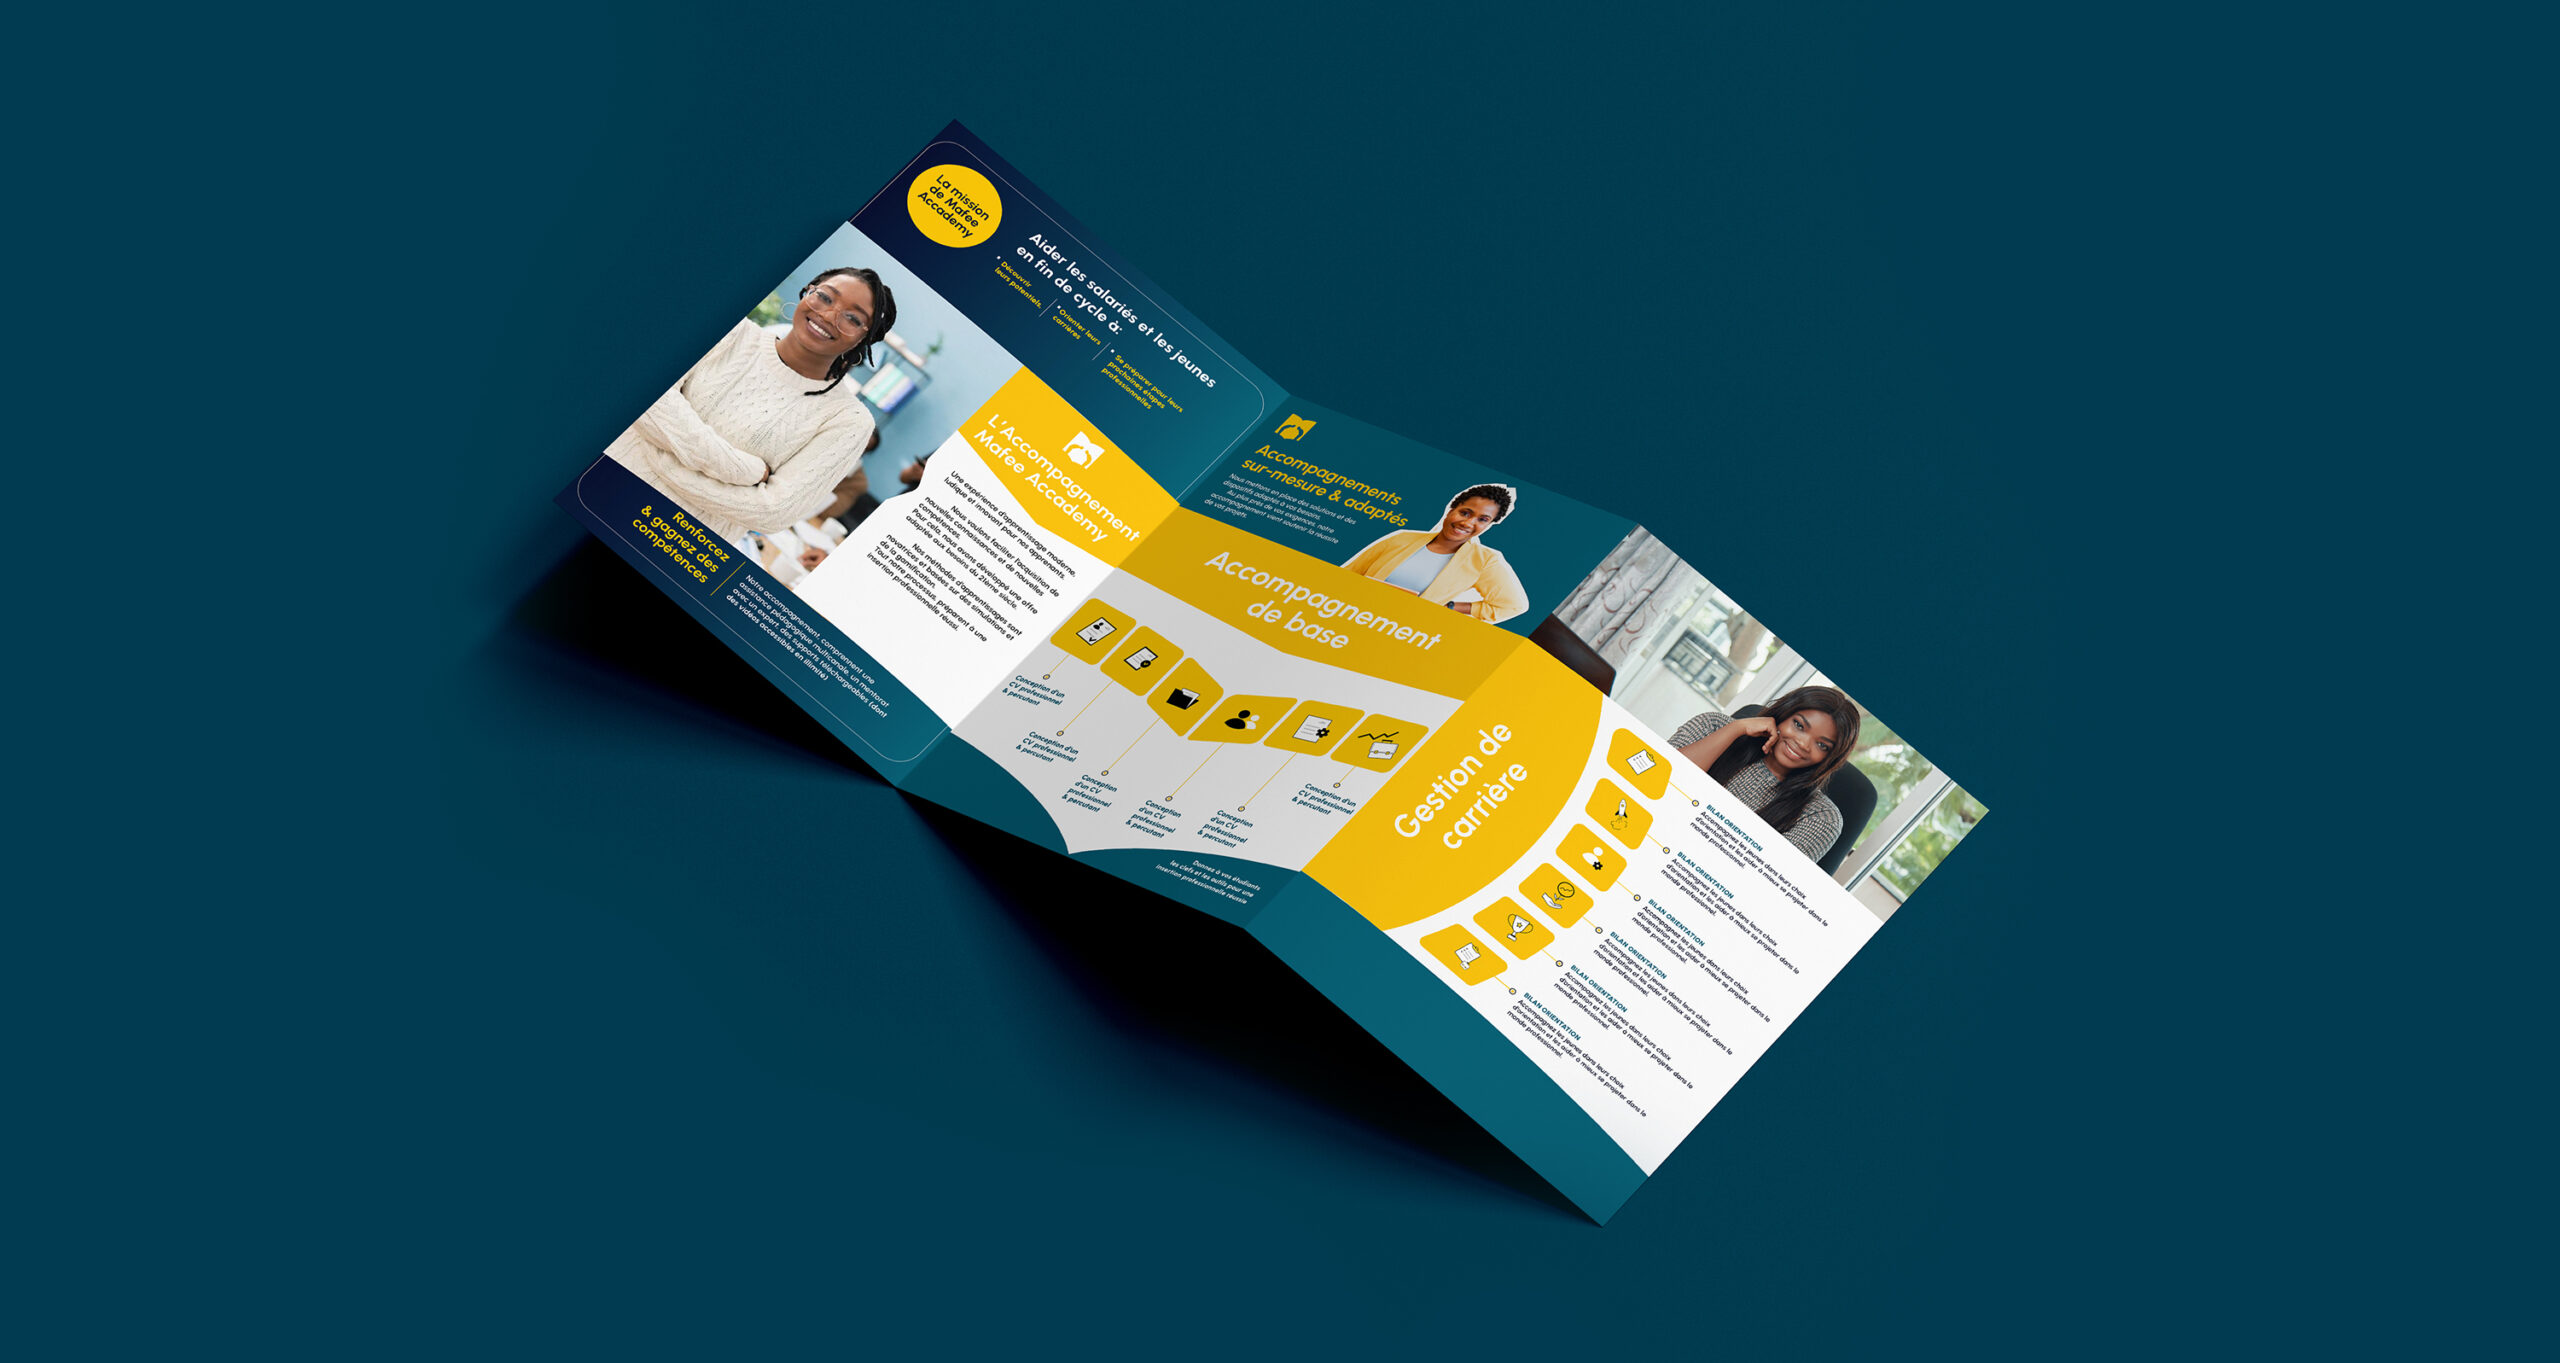 La mission
de Mafee
Accademy
Aider les salariés et les jeunes
en fin de cycle à:
• Découvrir
leurs potentiels,
• Orienter leurs
carrières
• Se préparer pour leurs
prochaines étapes
professionnelles
L'Accompagnement
Mafee Accademy
Une expérience d'apprentissage moderne,
ludique et innovant pour nos apprenants.
Nous voulons faciliter l'acquisition de
nouvelles connaissances et de nouvelles
compétences.
Pour cela, nous avons développé une offre
adaptée aux besoins du 21ème siècle.
Nos méthodes d'apprentissages sont
novatrices et basées sur des simulations et
de la gamification.
Tout notre processus, préparent à une
insertion professionnelle réussi.
Renforcez
& gagnez des
compétences
Notre accompagnement, comprennent une
assistance pédagogique multicanale, un mentorat
avec un expert, des supports téléchargeables (dont
des vidéos accessibles en illimité)
Accompagnements
sur-mesure & adaptés
Nous mettons en place des solutions et des
dispositifs adaptés à vos besoins.
Au plus près de vos exigences, notre
accompagnement vient soutenir la réussite
de vos projets
Accompagnement
de base
Conception d'un
CV professionnel
& percutant
Conception d'un
CV professionnel
& percutant
Conception
d'un CV
professionnel
& percutant
Conception
d'un CV
professionnel
& percutant
Conception
d'un CV
professionnel
& percutant
Conception d'un
CV professionnel
& percutant
Donnez à vos étudiants
les clefs et les outils pour une
insertion professionnelle réussie
Gestion de
carrière
BILAN ORIENTATION
Accompagnez les jeunes dans leurs choix
d'orientation et les aider à mieux se projeter dans le
monde professionnel.
BILAN ORIENTATION
Accompagnez les jeunes dans leurs choix
d'orientation et les aider à mieux se projeter dans le
monde professionnel.
BILAN ORIENTATION
Accompagnez les jeunes dans leurs choix
d'orientation et les aider à mieux se projeter dans le
monde professionnel.
BILAN ORIENTATION
Accompagnez les jeunes dans leurs choix
d'orientation et les aider à mieux se projeter dans le
monde professionnel.
BILAN ORIENTATION
Accompagnez les jeunes dans leurs choix
d'orientation et les aider à mieux se projeter dans le
monde professionnel.
BILAN ORIENTATION
Accompagnez les jeunes dans leurs choix
d'orientation et les aider à mieux se projeter dans le
monde professionnel.